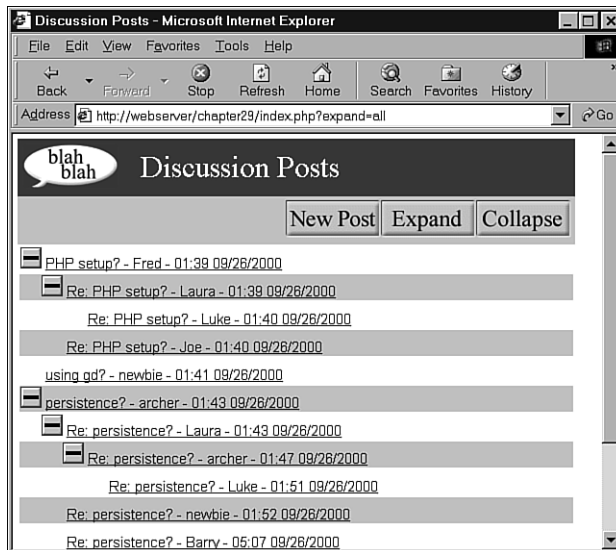 Discussion Posts - Microsoft Internet Explorer
File Edit View Favorites Tools Help
Back Forward Stop Refresh Home Search Favorites History
Address http://webserver/chapter29/index.php?expand=all Go
blah
blah
Discussion Posts
New Post Expand Collapse
PHP setup? - Fred - 01:39 09/26/2000
Re: PHP setup? - Laura - 01:39 09/26/2000
Re: PHP setup? - Luke - 01:40 09/26/2000
Re: PHP setup? - Joe - 01:40 09/26/2000
using gd? - newbie - 01:41 09/26/2000
persistence? - archer - 01:43 09/26/2000
Re: persistence? - Laura - 01:43 09/26/2000
Re: persistence? - archer - 01:47 09/26/2000
Re: persistence? - Luke - 01:51 09/26/2000
Re: persistence? - newbie - 01:52 09/26/2000
Re: persistence? - Barry - 05:07 09/26/2000